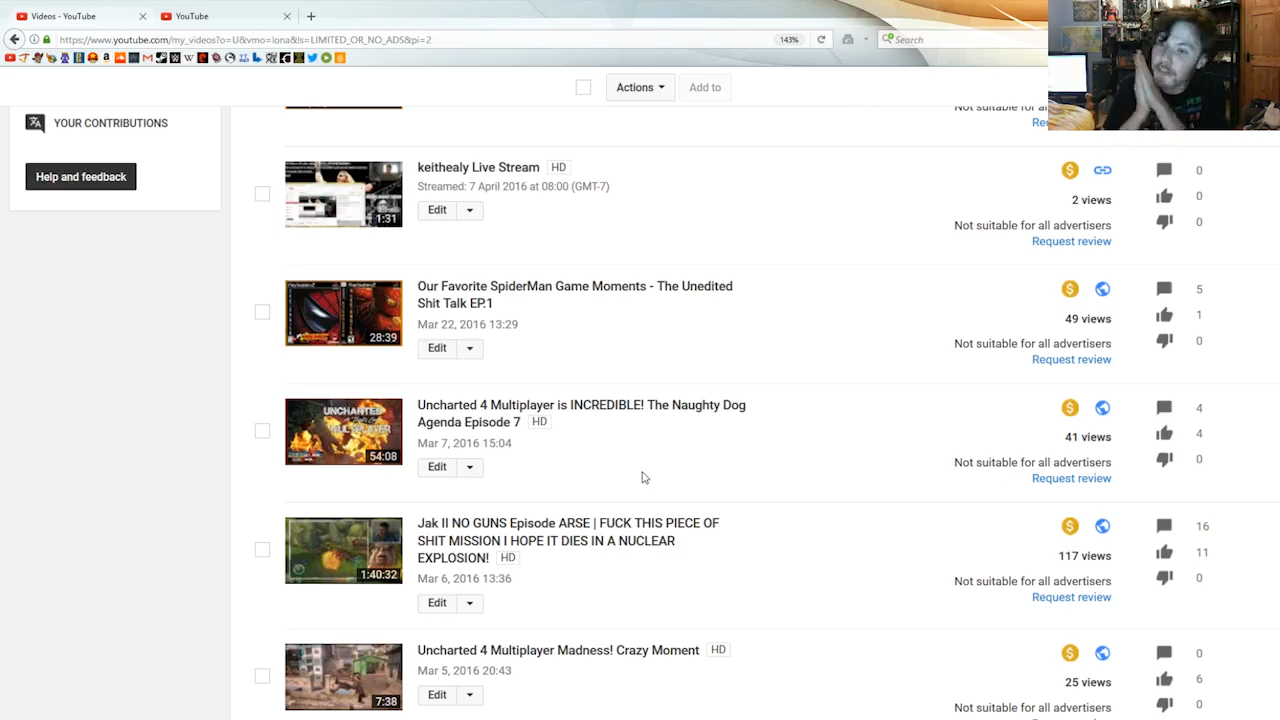 Videos - YouTube
YouTube
https://www.youtube.com/my_videos?o=U&vmo=lona&ls=LIMITED_OR_NO_ADS&pi=2
143%
Search
Actions
Add to
YOUR CONTRIBUTIONS
Help and feedback
Not suitable for all advertisers
keithealy Live Stream HD
Streamed: 7 April 2016 at 08:00 (GMT-7)
Edit
1:31
2 views
Not suitable for all advertisers
Request review
0
0
0
Our Favorite SpiderMan Game Moments - The Unedited
Shit Talk EP.1
Mar 22, 2016 13:29
Edit
28:39
49 views
Not suitable for all advertisers
Request review
5
1
0
Uncharted 4 Multiplayer is INCREDIBLE! The Naughty Dog
Agenda Episode 7 HD
Mar 7, 2016 15:04
Edit
UNCHARTED
MULTIPLAYER
54:08
41 views
Not suitable for all advertisers
Request review
4
4
0
Jak II NO GUNS Episode ARSE | FUCK THIS PIECE OF
SHIT MISSION I HOPE IT DIES IN A NUCLEAR
EXPLOSION! HD
Mar 6, 2016 13:36
Edit
1:40:32
117 views
Not suitable for all advertisers
Request review
16
11
0
Uncharted 4 Multiplayer Madness! Crazy Moment HD
Mar 5, 2016 20:43
Edit
7:38
25 views
Not suitable for all advertisers
0
6
0